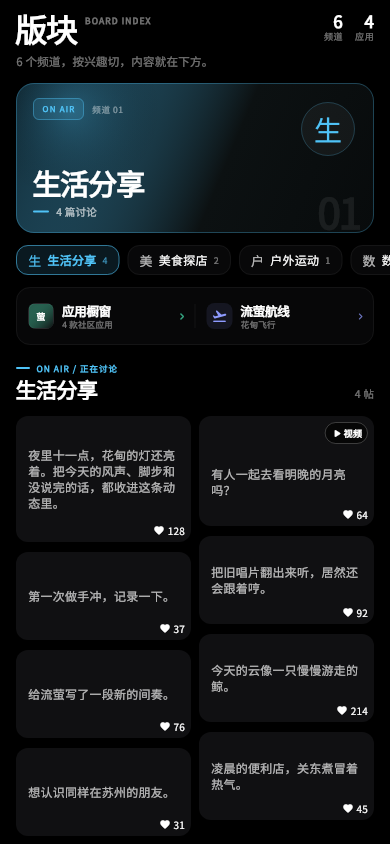 版块
BOARD INDEX
6
频道
4
应用
6 个频道，按兴趣切，内容就在下方。
ON AIR
频道 01
生
生活分享
4 篇讨论
01
生 生活分享 4
美 美食探店 2
户 户外运动 1
数 数
萤
应用橱窗
4 款社区应用
流萤航线
花甸飞行
ON AIR / 正在讨论
生活分享
4 帖
夜里十一点，花甸的灯还亮
着。把今天的风声、脚步和
没说完的话，都收进这条动
态里。
128
视频
有人一起去看明晚的月亮
吗？
64
第一次做手冲，记录一下。
37
把旧唱片翻出来听，居然还
会跟着哼。
92
给流萤写了一段新的间奏。
76
今天的云像一只慢慢游走的
鲸。
214
想认识同样在苏州的朋友。
31
凌晨的便利店，关东煮冒着
热气。
45